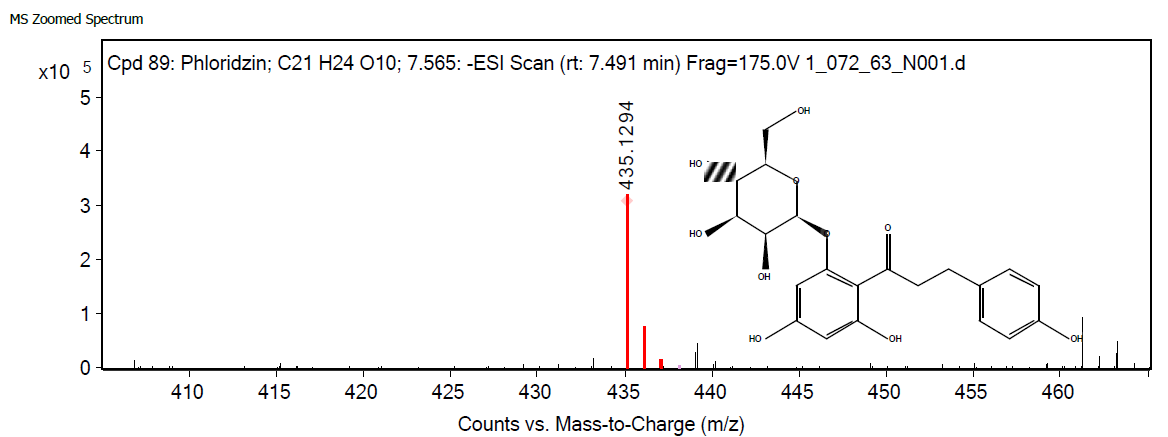 MS Zoomed Spectrum
x10 5
Cpd 89: Phloridzin; C21 H24 O10; 7.565: -ESI Scan (rt: 7.491 min) Frag=175.0V 1_072_63_N001.d
5
4
3
2
1
0
435.1294
OH
HO
O
HO
O
OH
O
HO
OH
OH
410 415 420 425 430 435 440 445 450 455 460
Counts vs. Mass-to-Charge (m/z)